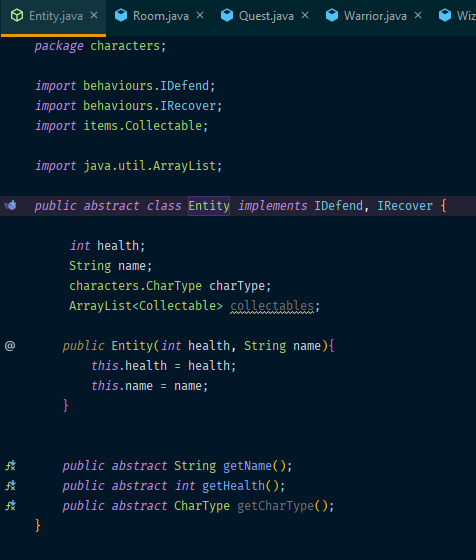 Entity.java × Room.java × Quest.java × Warrior.java × Wiz
package characters;
import behaviours.IDefend;
import behaviours.IRecover;
import items.Collectable;
import java.util.ArrayList;
public abstract class Entity implements IDefend, IRecover {
int health;
String name;
characters.CharType charType;
ArrayList<Collectable> collectables;
@ public Entity(int health, String name){
this.health = health;
this.name = name;
}
public abstract String getName();
public abstract int getHealth();
public abstract CharType getCharType();
}